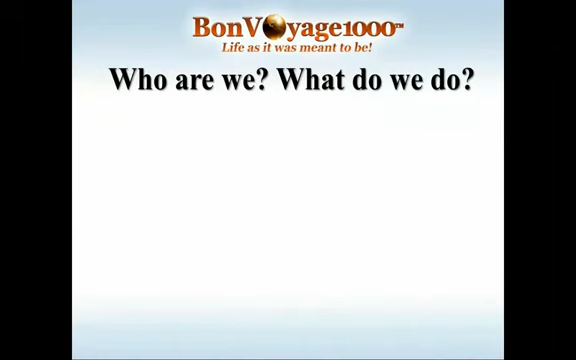 BonVoyage1000™
Life as it was meant to be!
Who are we? What do we do?